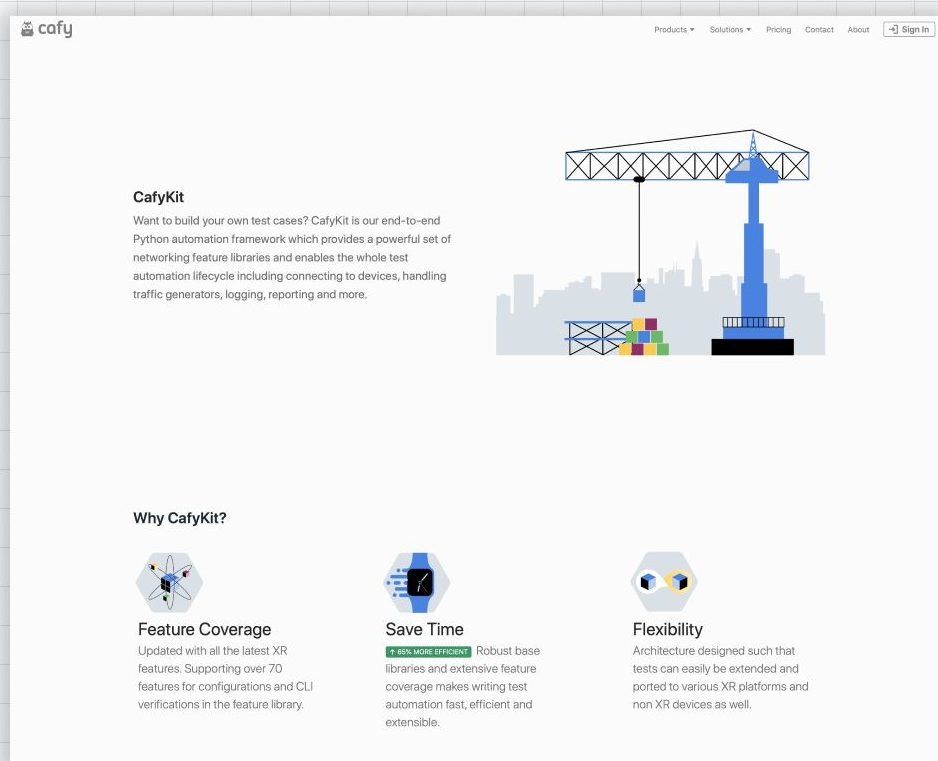 cafy
Products Solutions Pricing Contact About Sign In
CafyKit
Want to build your own test cases? CafyKit is our end-to-end
Python automation framework which provides a powerful set of
networking feature libraries and enables the whole test
automation lifecycle including connecting to devices, handling
traffic generators, logging, reporting and more.
Why CafyKit?
Feature Coverage
Updated with all the latest XR
features. Supporting over 70
features for configurations and CLI
verifications in the feature library.
Save Time
↑ 65% MORE EFFICIENT Robust base
libraries and extensive feature
coverage makes writing test
automation fast, efficient and
extensible.
Flexibility
Architecture designed such that
tests can easily be extended and
ported to various XR platforms and
non XR devices as well.